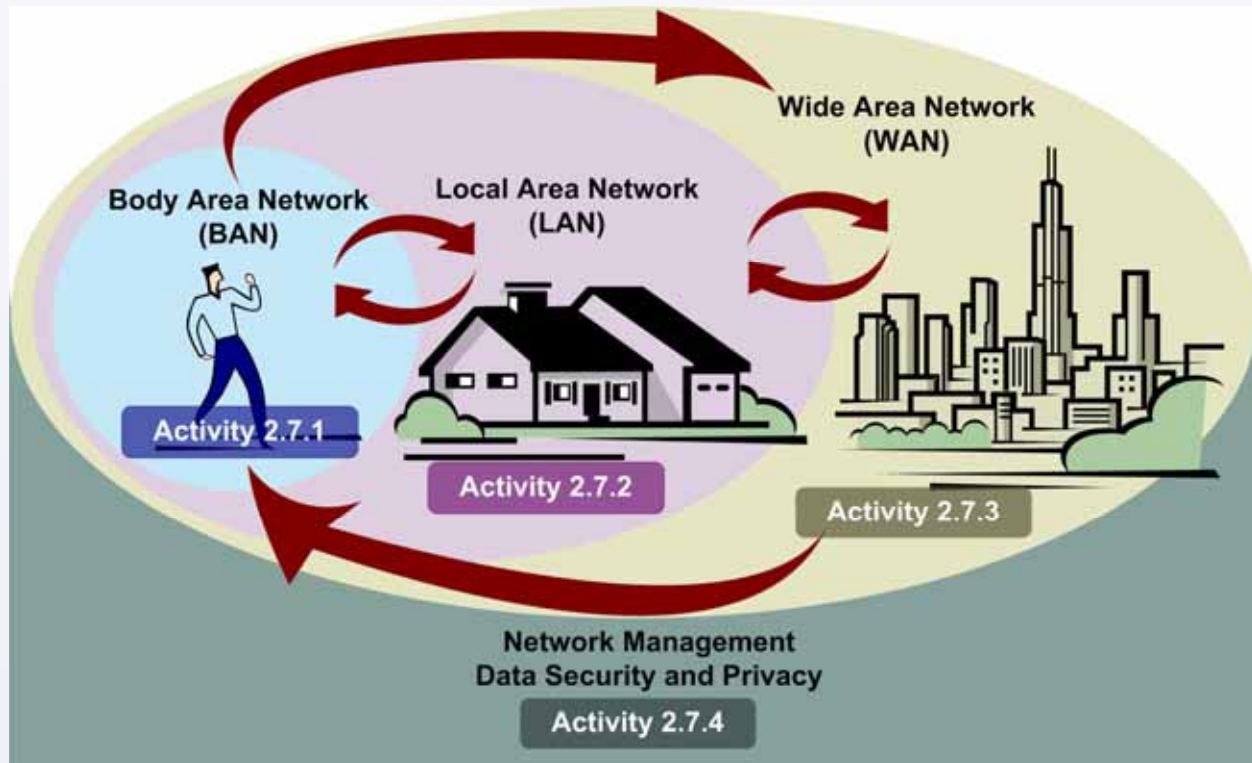 Wide Area Network
(WAN)
Body Area Network
(BAN)
Local Area Network
(LAN)
Activity 2.7.1
Activity 2.7.2
Activity 2.7.3
Network Management
Data Security and Privacy
Activity 2.7.4